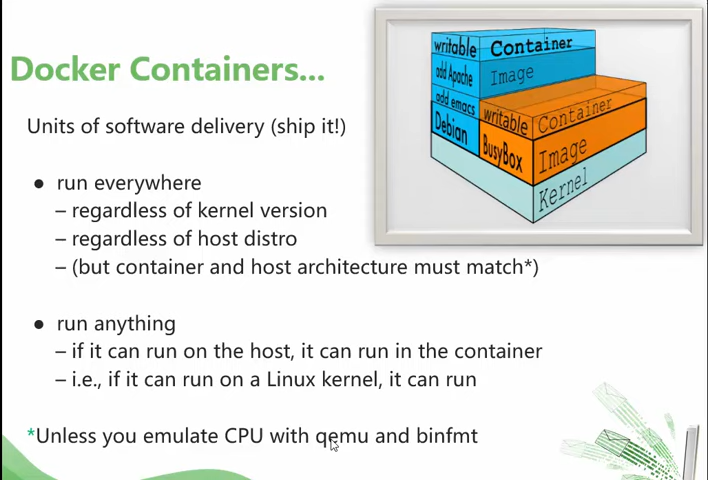 Docker Containers...
Units of software delivery (ship it!)
● run everywhere
– regardless of kernel version
– regardless of host distro
– (but container and host architecture must match*)
● run anything
– if it can run on the host, it can run in the container
– i.e., if it can run on a Linux kernel, it can run
*Unless you emulate CPU with qemu and binfmt
writable Container
add Apache Image
add emacs
Debian
writable Container
BusyBox Image
Kernel